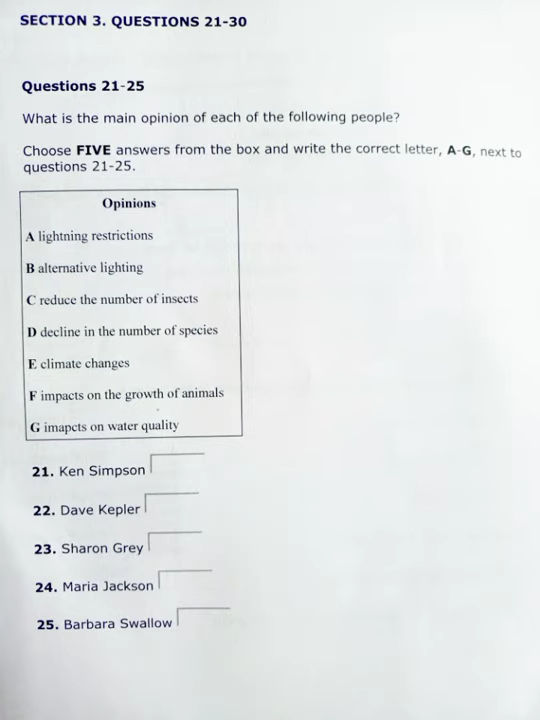 SECTION 3. QUESTIONS 21-30
Questions 21-25
What is the main opinion of each of the following people?
Choose FIVE answers from the box and write the correct letter, A-G, next to
questions 21-25.
Opinions
A lightning restrictions
B alternative lighting
C reduce the number of insects
D decline in the number of species
E climate changes
F impacts on the growth of animals
G imapcts on water quality
21. Ken Simpson
22. Dave Kepler
23. Sharon Grey
24. Maria Jackson
25. Barbara Swallow